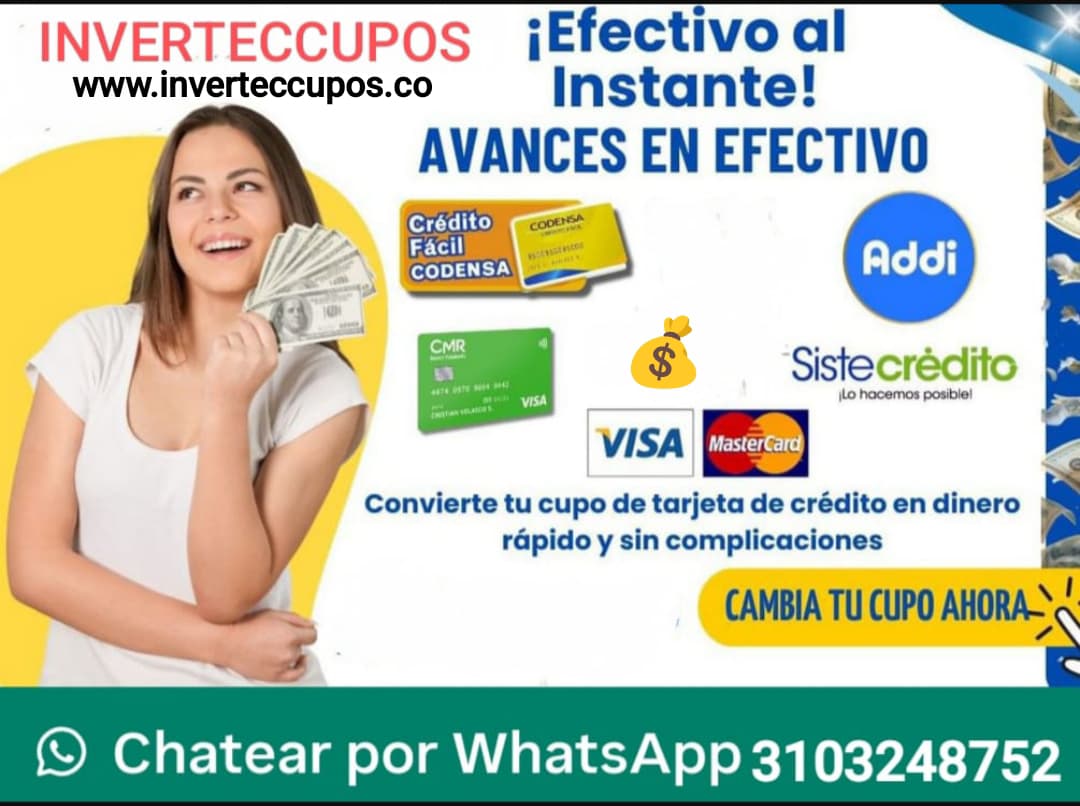 INVERTECCUPOS
www.inverteccupos.co
¡Efectivo al
Instante!
AVANCES EN EFECTIVO
Crédito
Fácil
CODENSA
CODENSA
Addi
CMR
VISA
Sistecrédito
¡Lo hacemos posible!
VISA
MasterCard
Convierte tu cupo de tarjeta de crédito en dinero
rápido y sin complicaciones
CAMBIA TU CUPO AHORA
Chatear por WhatsApp 3103248752